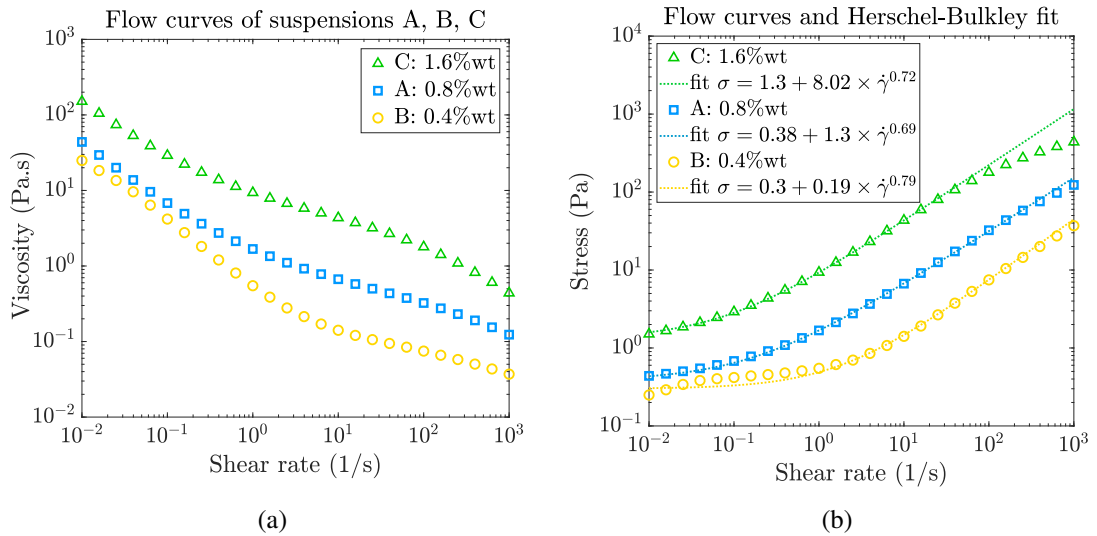 Flow curves of suspensions A, B, C
Viscosity (Pa.s)
10^3
10^2
10^1
10^0
10^-1
10^-2
C: 1.6%wt
A: 0.8%wt
B: 0.4%wt
10^-2 10^-1 10^0 10^1 10^2 10^3
Shear rate (1/s)
(a)
Flow curves and Herschel-Bulkley fit
Stress (Pa)
10^4
10^3
10^2
10^1
10^0
10^-1
C: 1.6%wt
fit σ = 1.3 + 8.02 × γ̇^0.72
A: 0.8%wt
fit σ = 0.38 + 1.3 × γ̇^0.69
B: 0.4%wt
fit σ = 0.3 + 0.19 × γ̇^0.79
10^-2 10^-1 10^0 10^1 10^2 10^3
Shear rate (1/s)
(b)